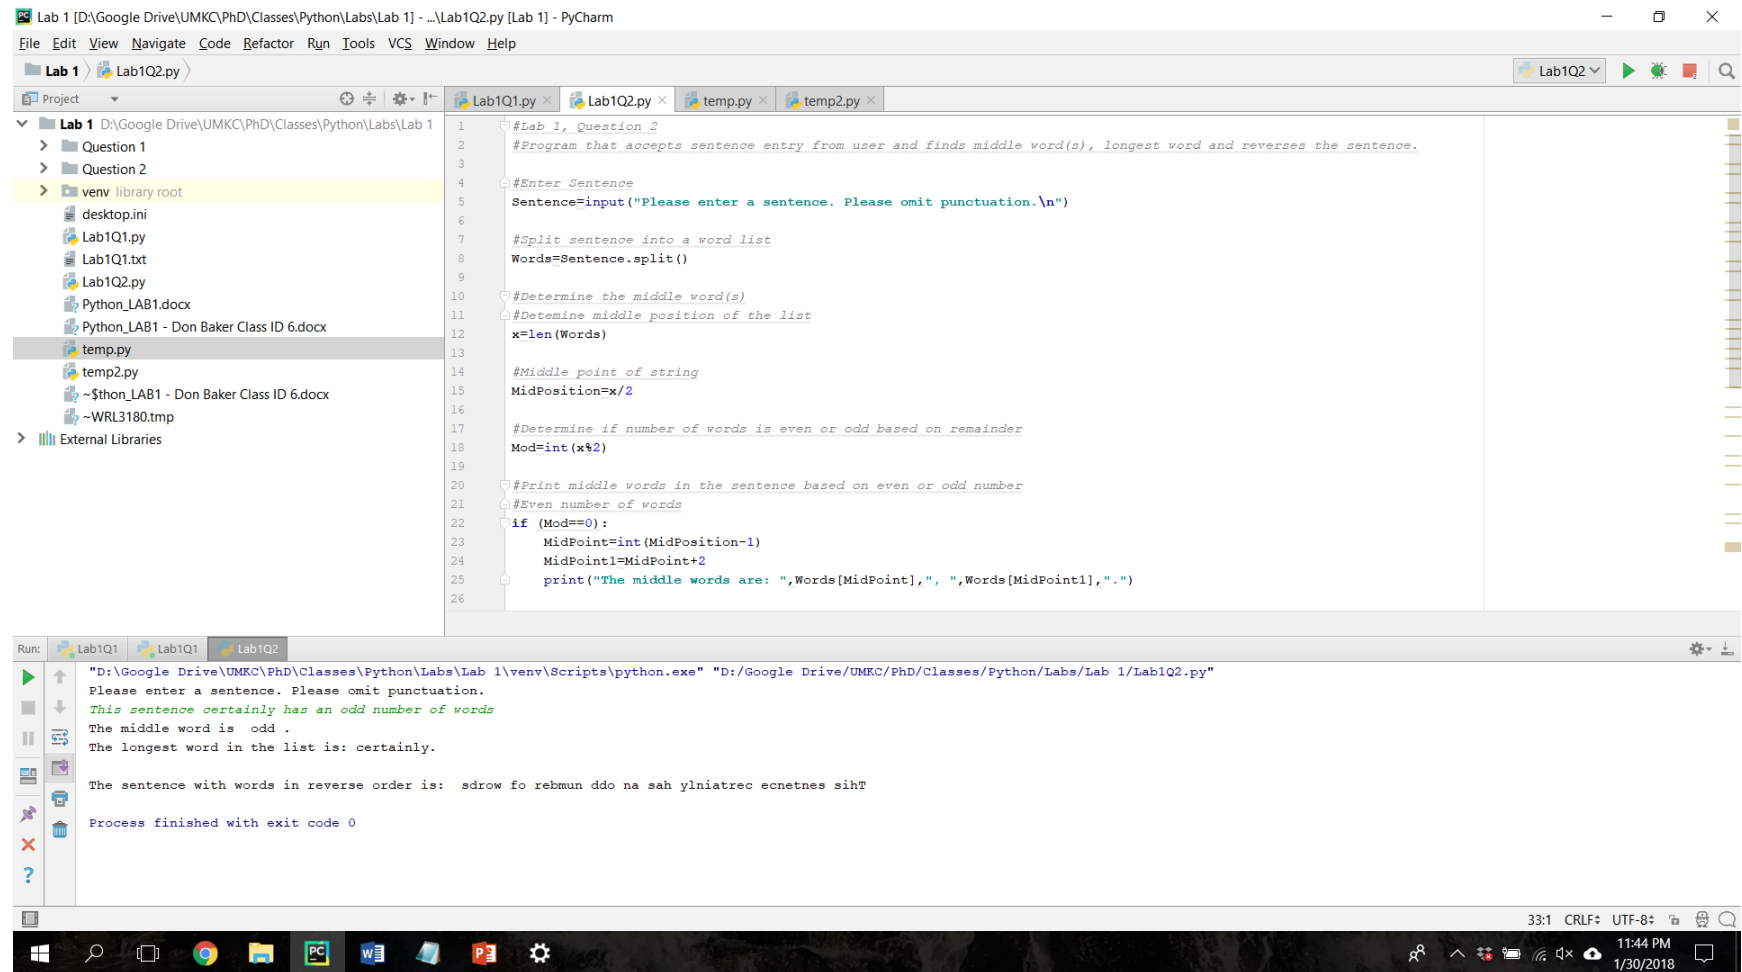 Lab 1 [D:\Google Drive\UMKC\PhD\Classes\Python\Labs\Lab 1] - ...\Lab1Q2.py [Lab 1] - PyCharm
File Edit View Navigate Code Refactor Run Tools VCS Window Help
Lab 1 Lab1Q2.py Lab1Q2
Project Lab1Q1.py Lab1Q2.py temp.py temp2.py
Lab 1 D:\Google Drive\UMKC\PhD\Classes\Python\Labs\Lab 1
Question 1
Question 2
venv library root
desktop.ini
Lab1Q1.py
Lab1Q1.txt
Lab1Q2.py
Python_LAB1.docx
Python_LAB1 - Don Baker Class ID 6.docx
temp.py
temp2.py
~$thon_LAB1 - Don Baker Class ID 6.docx
~WRL3180.tmp
External Libraries
1 #Lab 1, Question 2
2 #Program that accepts sentence entry from user and finds middle word(s), longest word and reverses the sentence.
3
4 #Enter Sentence
5 Sentence=input("Please enter a sentence. Please omit punctuation.\n")
6
7 #Split sentence into a word list
8 Words=Sentence.split()
9
10 #Determine the middle word(s)
11 #Detemine middle position of the list
12 x=len(Words)
13
14 #Middle point of string
15 MidPosition=x/2
16
17 #Determine if number of words is even or odd based on remainder
18 Mod=int(x%2)
19
20 #Print middle words in the sentence based on even or odd number
21 #Even number of words
22 if (Mod==0):
23 MidPoint=int(MidPosition-1)
24 MidPoint1=MidPoint+2
25 print("The middle words are: ",Words[MidPoint],", ",Words[MidPoint1],".")
26
Run: Lab1Q1 Lab1Q1 Lab1Q2
"D:\Google Drive\UMKC\PhD\Classes\Python\Labs\Lab 1\venv\Scripts\python.exe" "D:/Google Drive/UMKC/PhD/Classes/Python/Labs/Lab 1/Lab1Q2.py"
Please enter a sentence. Please omit punctuation.
This sentence certainly has an odd number of words
The middle word is  odd .
The longest word in the list is: certainly.
The sentence with words in reverse order is:  sdrow fo rebmun ddo na sah ylniatrec ecnetnes sihT
Process finished with exit code 0
33:1 CRLF UTF-8
11:44 PM
1/30/2018